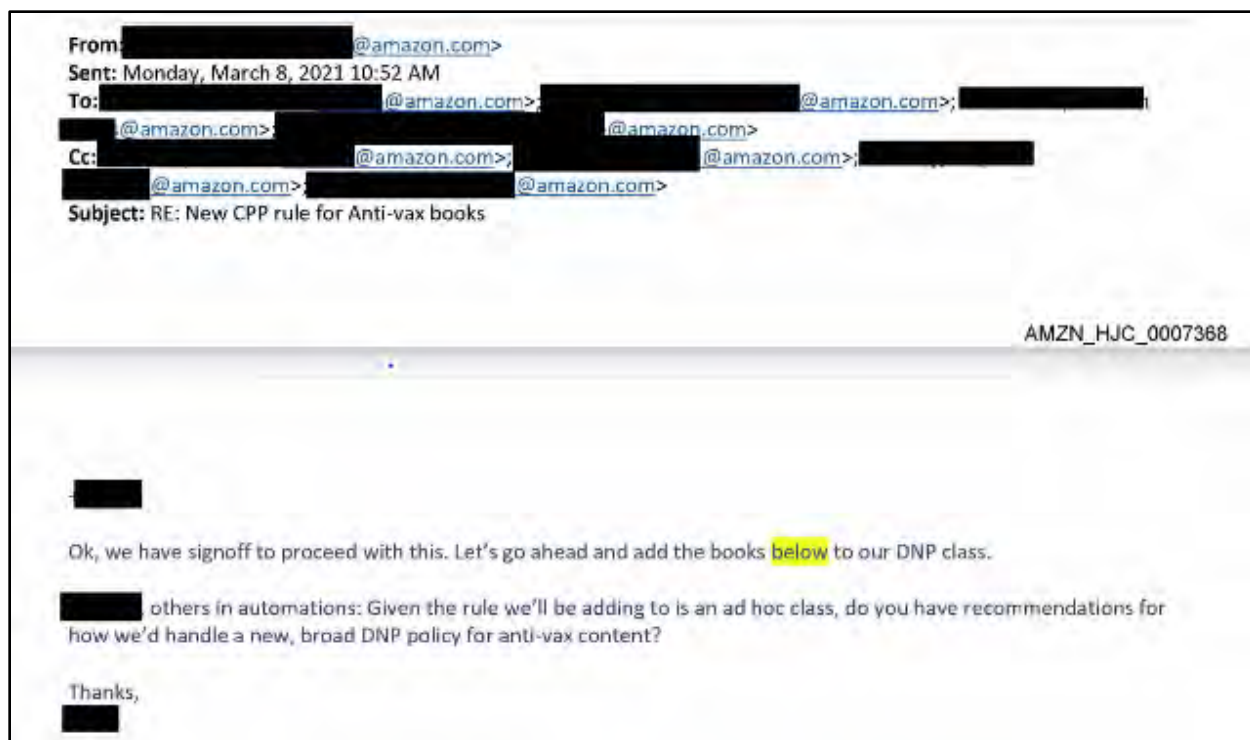 From: @amazon.com>
Sent: Monday, March 8, 2021 10:52 AM
To: @amazon.com>; @amazon.com>;
@amazon.com>; @amazon.com>
Cc: @amazon.com>; @amazon.com>;
@amazon.com>; @amazon.com>
Subject: RE: New CPP rule for Anti-vax books
AMZN_HJC_0007368
Ok, we have signoff to proceed with this. Let's go ahead and add the books below to our DNP class.
, others in automations: Given the rule we'll be adding to is an ad hoc class, do you have recommendations for
how we'd handle a new, broad DNP policy for anti-vax content?
Thanks,